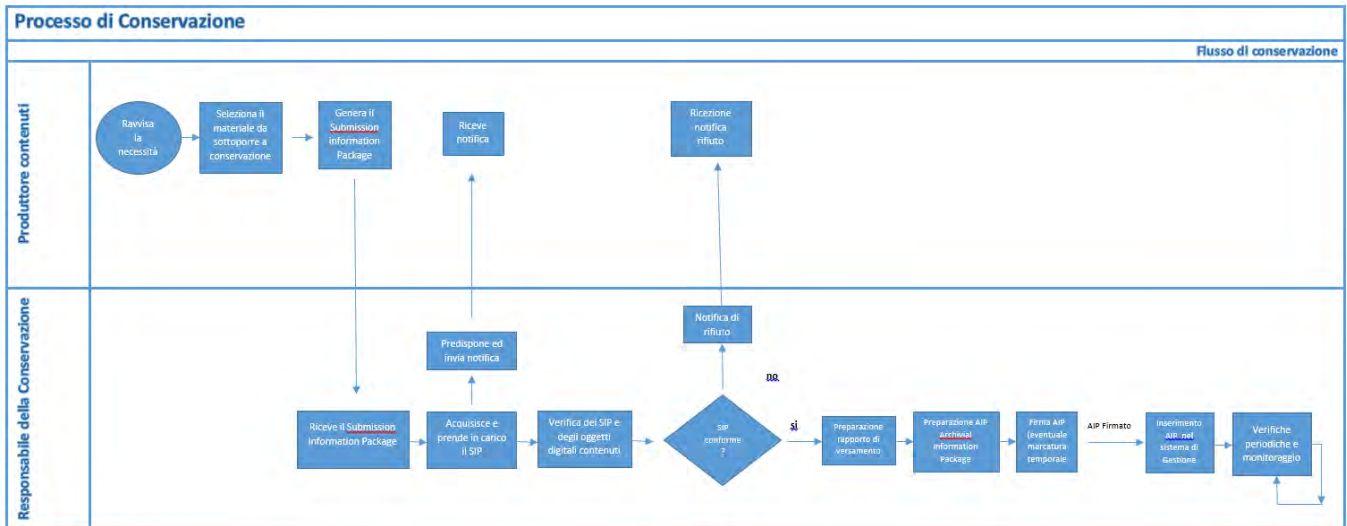 Processo di Conservazione
Flusso di conservazione
Produttore contenuti
Ravvisa
la
necessità
Seleziona il
materiale da
sottoporre a
conservazione
Genera il
Submission
information
Package
Riceve
notifica
Ricezione
notifica
rifiuto
Responsabile della Conservazione
Notifica di
rifiuto
Predispone ed
invia notifica
no
Riceve il Submission
Information Package
Acquisisce e
prende in carico
il SIP
Verifica dei SIP e
degli oggetti
digitali contenuti
SIP
conforme
?
si
Preparazione
rapporto di
versamento
Preparazione AIP
Archivial
Information
Package
Firma AIP
(eventuale
marcatura
temporale
AIP Firmato
Inserimento
AIP nel
sistema di
Gestione
Verifiche
periodiche e
monitoraggio